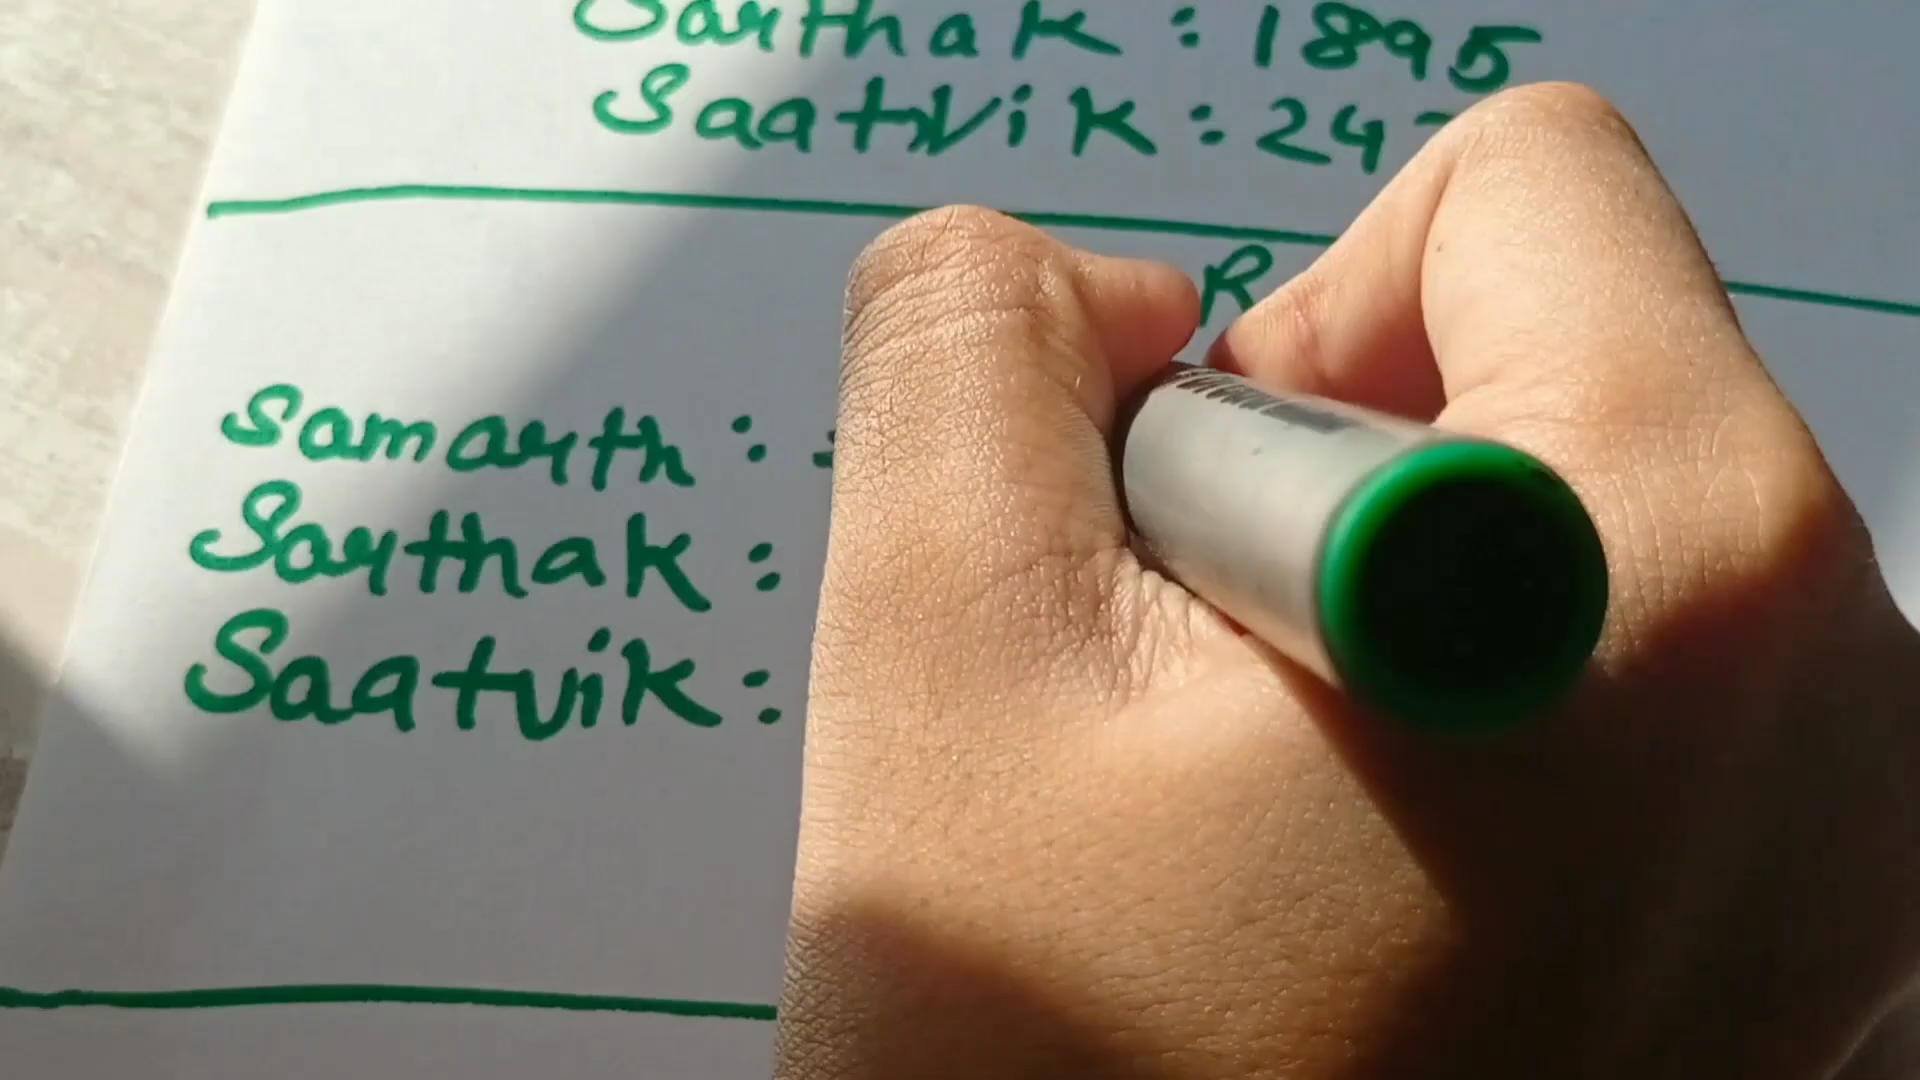 Sarthak : 1895
Saatvik : 24
R
Samarth :
Sarthak :
Saatvik :